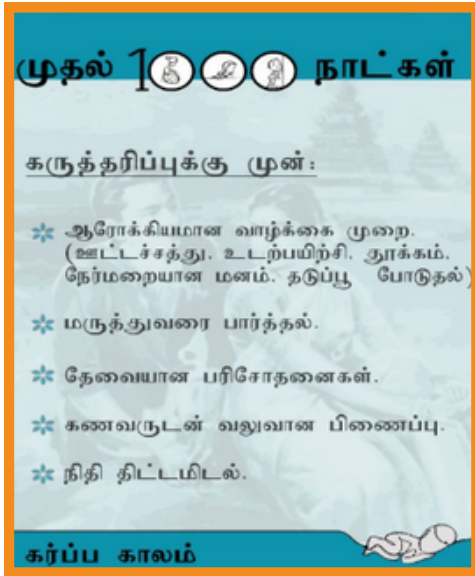 முதல் 1000 நாட்கள்
கருத்தரிப்புக்கு முன்:
ஆரோக்கியமான வாழ்க்கை முறை.
(ஊட்டச்சத்து. உடற்பயிற்சி. தூக்கம்.
நேர்மறையான மனம். தடுப்பூ போடுதல்)
மருத்துவரை பார்த்தல்.
தேவையான பரிசோதனைகள்.
கணவருடன் வலுவான பிணைப்பு.
நிதி திட்டமிடல்.
கர்ப்ப காலம்